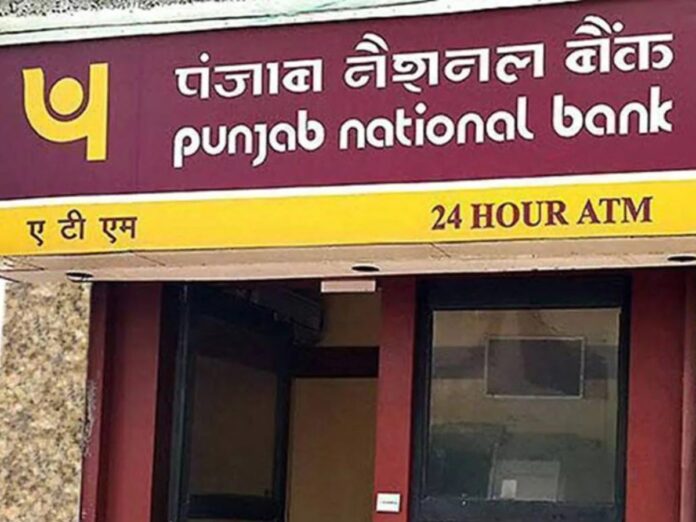 पंजाब नैशनल बैंक
punjab national bank
ए टी एम 24 HOUR ATM